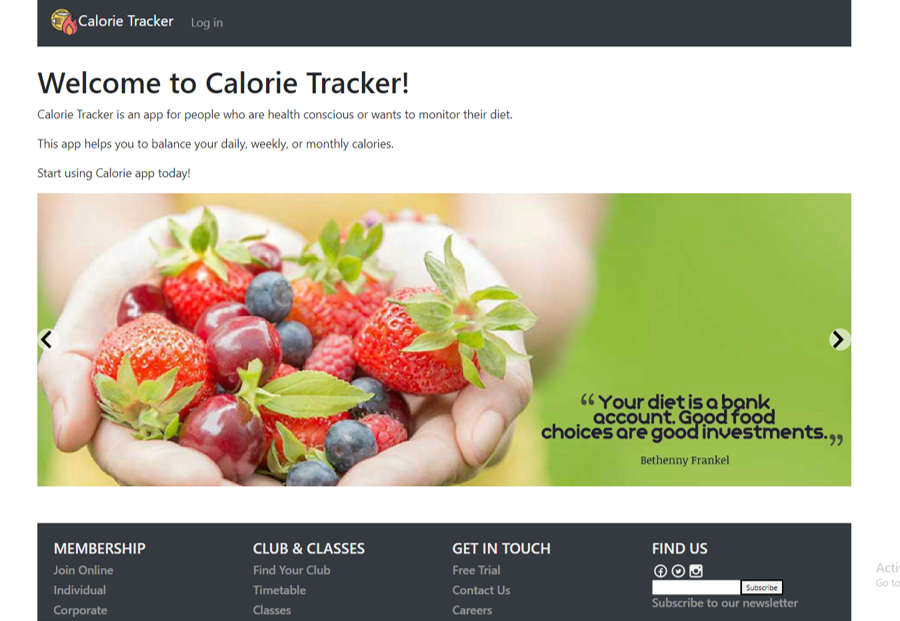 Calorie Tracker Log in
Welcome to Calorie Tracker!
Calorie Tracker is an app for people who are health conscious or wants to monitor their diet.
This app helps you to balance your daily, weekly, or monthly calories.
Start using Calorie app today!
“ Your diet is a bank
account. Good food
choices are good investments. ”
Bethenny Frankel
MEMBERSHIP
Join Online
Individual
Corporate
CLUB & CLASSES
Find Your Club
Timetable
Classes
GET IN TOUCH
Free Trial
Contact Us
Careers
FIND US
Subscribe
Subscribe to our newsletter
Go to